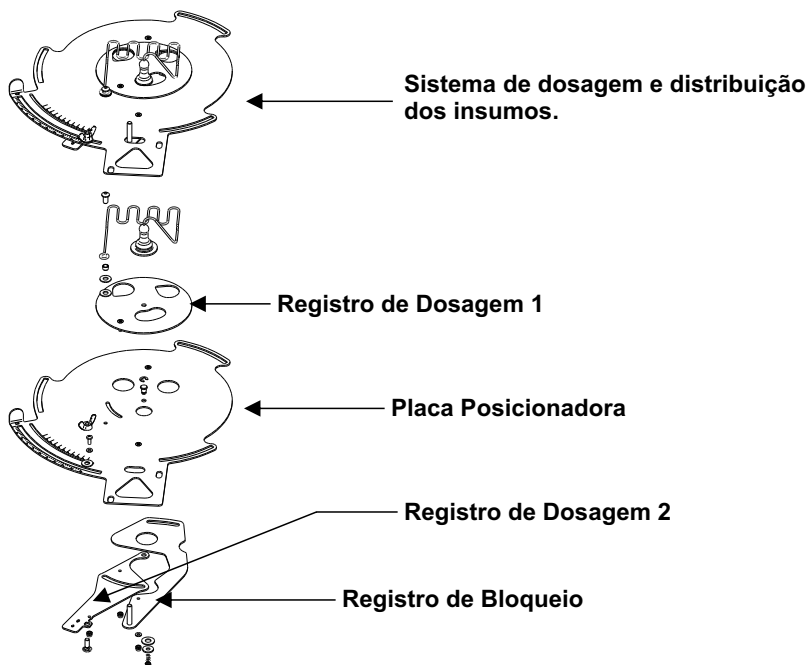 Sistema de dosagem e distribuição
dos insumos.
Registro de Dosagem 1
Placa Posicionadora
Registro de Dosagem 2
Registro de Bloqueio